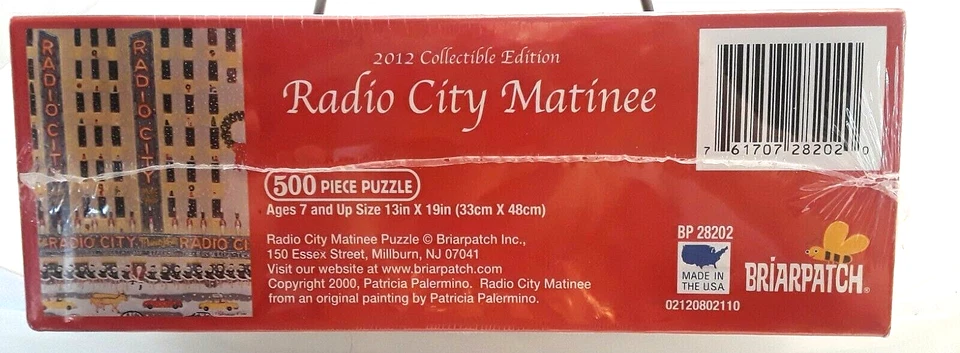 2012 Collectible Edition
Radio City Matinee
7 61707 28202 0
500 PIECE PUZZLE
Ages 7 and Up Size 13in X 19in (33cm X 48cm)
Radio City Matinee Puzzle © Briarpatch Inc.,
150 Essex Street, Millburn, NJ 07041
Visit our website at www.briarpatch.com
Copyright 2000, Patricia Palermino. Radio City Matinee
from an original painting by Patricia Palermino.
BP 28202
MADE IN
THE USA
02120802110
BRIARPATCH®
RADIO CITY
RADIO CITY
RADIO CITY
RADIO CI